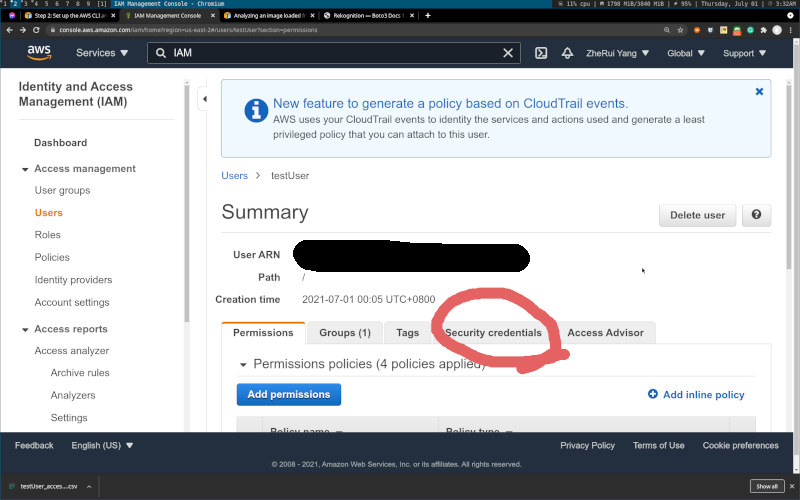 1 2 3 4 5 6 7 8 9 [1] IAM Management Console - Chromium 11% cpu | 1798 MiB/3840 MiB | 95% | Thursday, July 01 | 3:32AM
Step 2: Set up the AWS CLI an × IAM Management Console × Analyzing an image loaded f × Rekognition — Boto3 Docs 1 × +
console.aws.amazon.com/iam/home?region=us-east-2#/users/testUser?section=permissions
aws Services IAM ZheRui Yang Global Support
Identity and Access
Management (IAM)
Dashboard
Access management
User groups
Users
Roles
Policies
Identity providers
Account settings
Access reports
Access analyzer
Archive rules
Analyzers
Settings
New feature to generate a policy based on CloudTrail events.
AWS uses your CloudTrail events to identify the services and actions used and generate a least
privileged policy that you can attach to this user.
Users > testUser
Summary
Delete user
User ARN
Path /
Creation time 2021-07-01 00:05 UTC+0800
Permissions Groups (1) Tags Security credentials Access Advisor
Permissions policies (4 policies applied)
Add permissions Add inline policy
Policy name Policy type
Feedback English (US) Privacy Policy Terms of Use Cookie preferences
© 2008 - 2021, Amazon Web Services, Inc. or its affiliates. All rights reserved.
testUser_acces....csv Show all